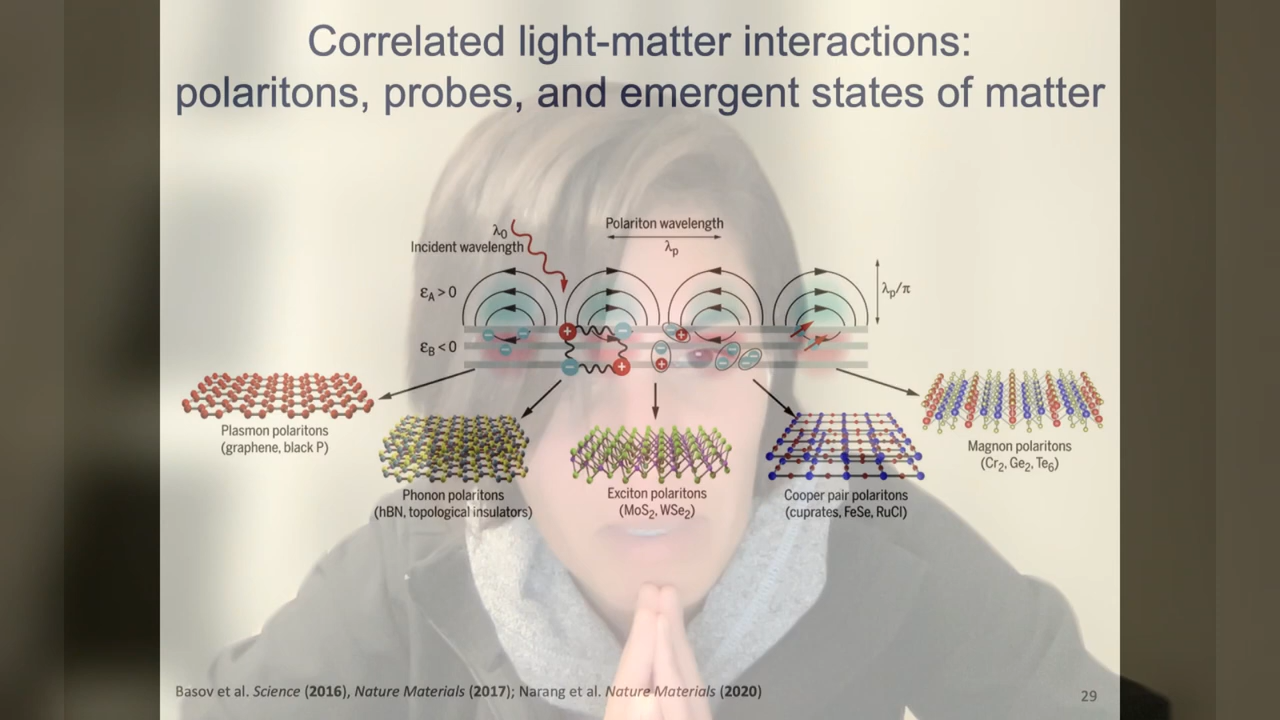 Correlated light-matter interactions:
polaritons, probes, and emergent states of matter
λ₀
Incident wavelength
Polariton wavelength
λₚ
εA > 0
λₚ/π
εB < 0
Plasmon polaritons
(graphene, black P)
Phonon polaritons
(hBN, topological insulators)
Exciton polaritons
(MoS₂, WSe₂)
Cooper pair polaritons
(cuprates, FeSe, RuCl)
Magnon polaritons
(Cr₂, Ge₂, Te₆)
Basov et al. Science (2016), Nature Materials (2017); Narang et al. Nature Materials (2020)
29